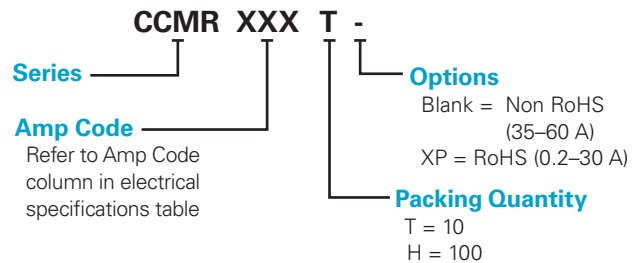 CCMR XXX T -
Series
Amp Code
Refer to Amp Code
column in electrical
specifications table
Options
Blank = Non RoHS
(35–60 A)
XP = RoHS (0.2–30 A)
Packing Quantity
T = 10
H = 100